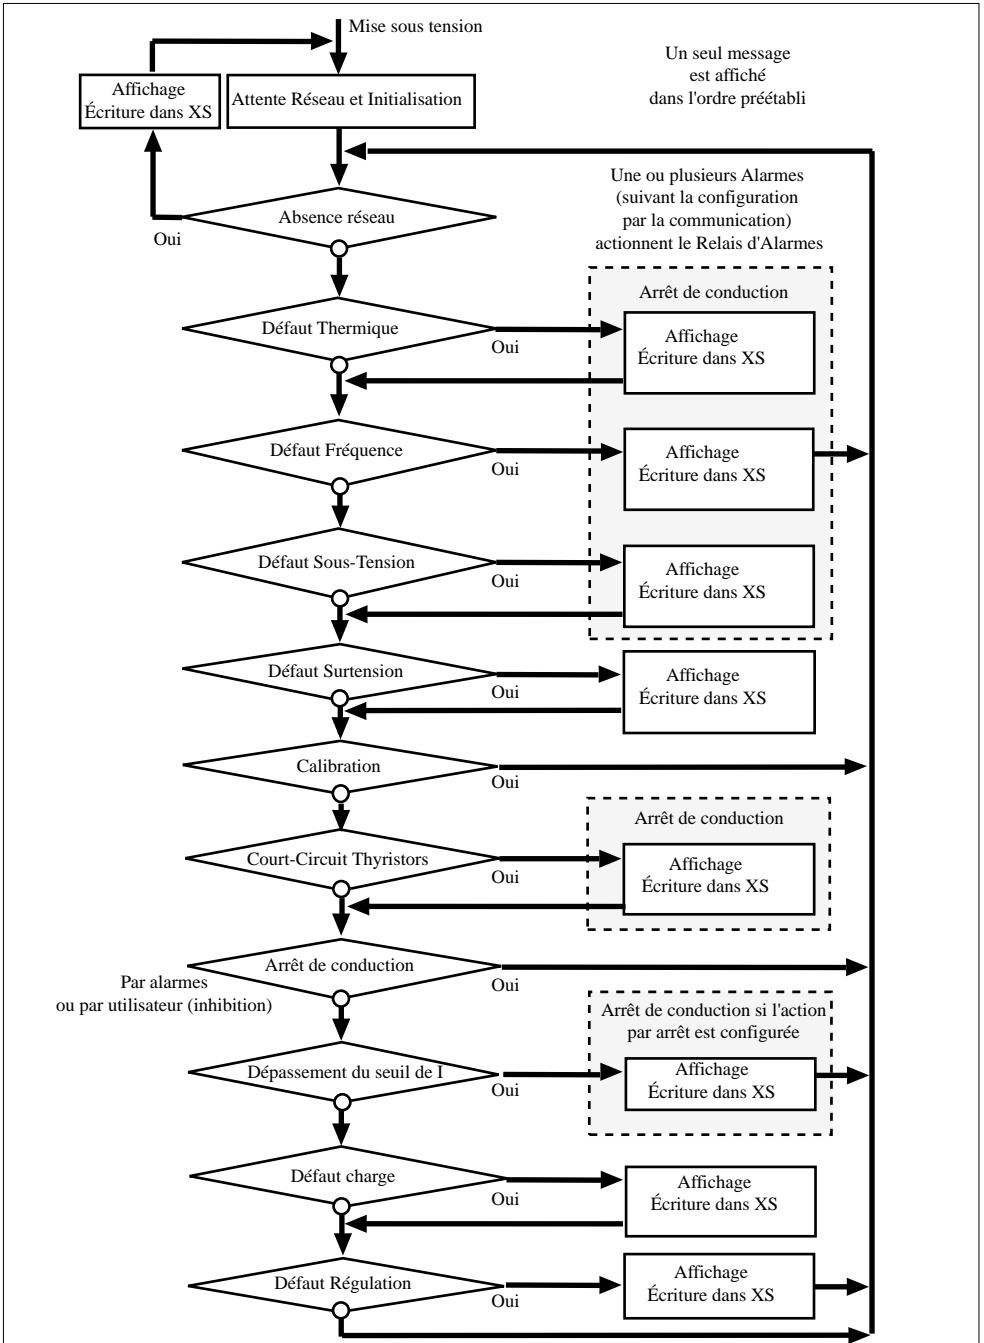 Mise sous tension
Un seul message
est affiché
dans l'ordre préétabli
Affichage
Écriture dans XS
Attente Réseau et Initialisation
Absence réseau
Oui
Une ou plusieurs Alarmes
(suivant la configuration
par la communication)
actionnent le Relais d'Alarmes
Arrêt de conduction
Défaut Thermique
Oui
Affichage
Écriture dans XS
Défaut Fréquence
Oui
Affichage
Écriture dans XS
Défaut Sous-Tension
Oui
Affichage
Écriture dans XS
Défaut Surtension
Oui
Affichage
Écriture dans XS
Calibration
Oui
Arrêt de conduction
Court-Circuit Thyristors
Oui
Affichage
Écriture dans XS
Arrêt de conduction
Oui
Par alarmes
ou par utilisateur (inhibition)
Arrêt de conduction si l'action
par arrêt est configurée
Dépassement du seuil de I
Oui
Affichage
Écriture dans XS
Défaut charge
Oui
Affichage
Écriture dans XS
Défaut Régulation
Oui
Affichage
Écriture dans XS